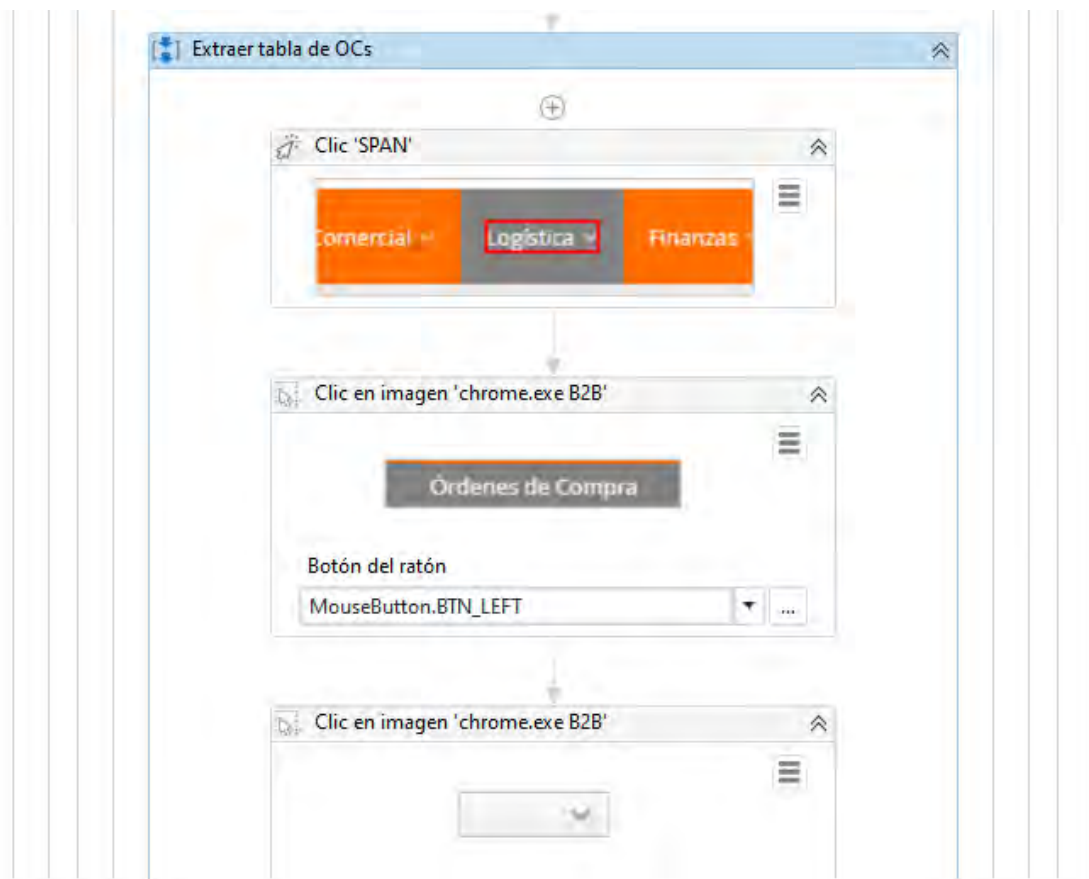 Extraer tabla de OCs
Clic 'SPAN'
Comercial Logística Finanzas
Clic en imagen 'chrome.exe B2B'
Órdenes de Compra
Botón del ratón
MouseButton.BTN_LEFT ...
Clic en imagen 'chrome.exe B2B'